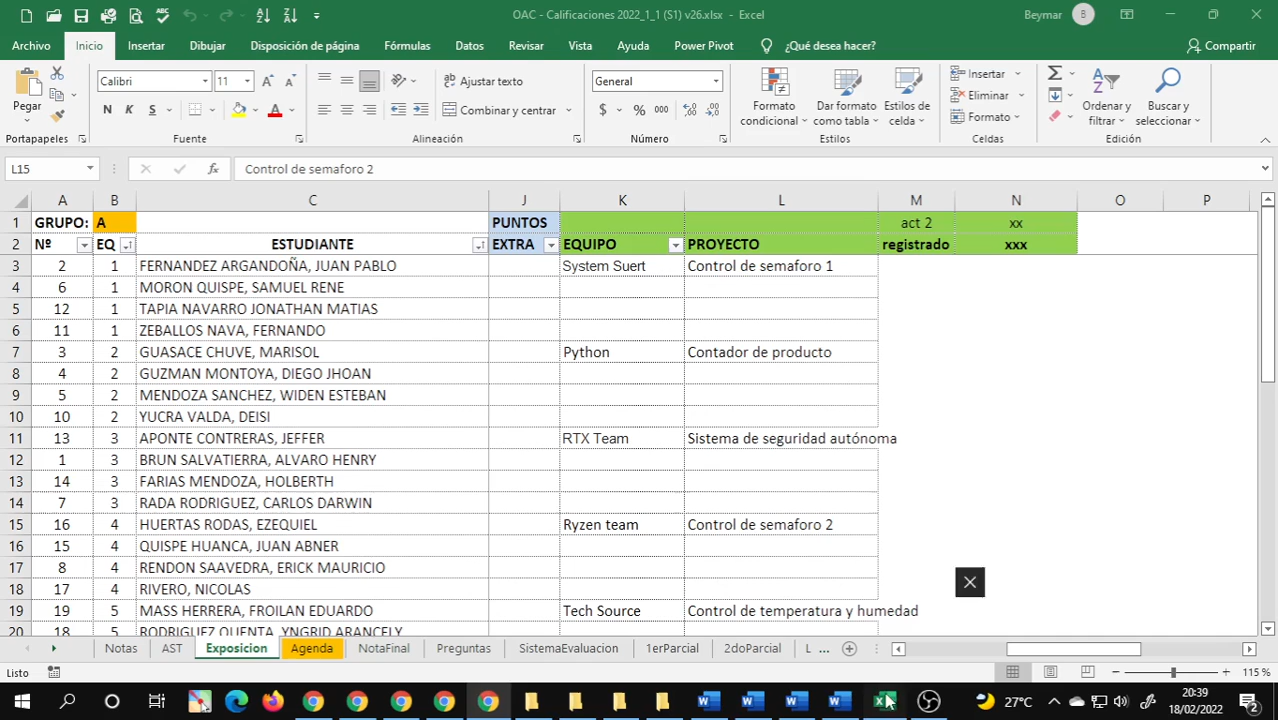 OAC - Calificaciones 2022_1_1 (S1) v26.xlsx - Excel
Beymar B
Archivo Inicio Insertar Dibujar Disposición de página Fórmulas Datos Revisar Vista Ayuda Power Pivot ¿Qué desea hacer? Compartir
Pegar
Calibri 11
N K S
Ajustar texto
Combinar y centrar
General
$ % 000
Formato condicional
Dar formato como tabla
Estilos de celda
Insertar
Eliminar
Formato
Ordenar y filtrar
Buscar y seleccionar
Portapapeles Fuente Alineación Número Estilos Celdas Edición
L15 fx Control de semaforo 2
A B C J K L M N O P
1 GRUPO: A PUNTOS act 2 xx
2 Nº EQ ESTUDIANTE EXTRA EQUIPO PROYECTO registrado xxx
3 2 1 FERNANDEZ ARGANDOÑA, JUAN PABLO System Suert Control de semaforo 1
4 6 1 MORON QUISPE, SAMUEL RENE
5 12 1 TAPIA NAVARRO JONATHAN MATIAS
6 11 1 ZEBALLOS NAVA, FERNANDO
7 3 2 GUASACE CHUVE, MARISOL Python Contador de producto
8 4 2 GUZMAN MONTOYA, DIEGO JHOAN
9 5 2 MENDOZA SANCHEZ, WIDEN ESTEBAN
10 10 2 YUCRA VALDA, DEISI
11 13 3 APONTE CONTRERAS, JEFFER RTX Team Sistema de seguridad autónoma
12 1 3 BRUN SALVATIERRA, ALVARO HENRY
13 14 3 FARIAS MENDOZA, HOLBERTH
14 7 3 RADA RODRIGUEZ, CARLOS DARWIN
15 16 4 HUERTAS RODAS, EZEQUIEL Ryzen team Control de semaforo 2
16 15 4 QUISPE HUANCA, JUAN ABNER
17 8 4 RENDON SAAVEDRA, ERICK MAURICIO
18 17 4 RIVERO, NICOLAS
19 19 5 MASS HERRERA, FROILAN EDUARDO Tech Source Control de temperatura y humedad
20 18 5 RODRIGUEZ QUENTA, YNGRID ARANCELY
Notas AST Exposicion Agenda NotaFinal Preguntas SistemaEvaluacion 1erParcial 2doParcial L ...
Listo 115 %
27°C 20:39
18/02/2022 2